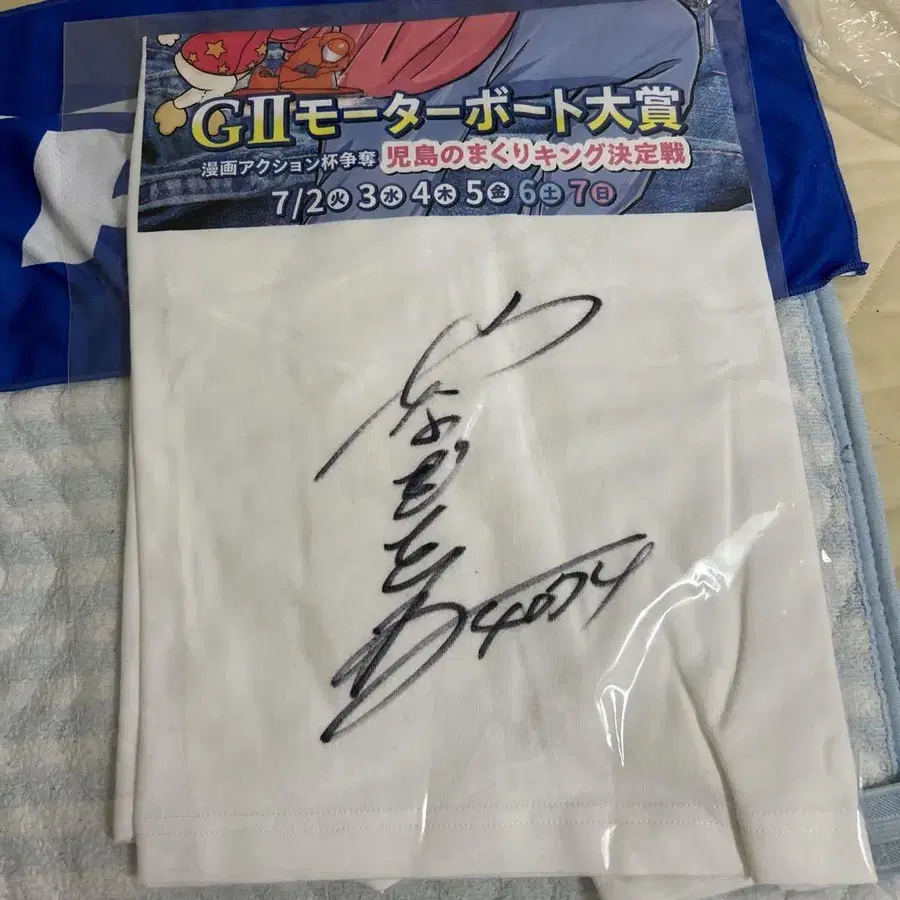 GⅡモーターボート大賞
漫画アクション杯争奪 児島のまくりキング決定戦
7/2火 3水 4木 5金 6土 7日
4074